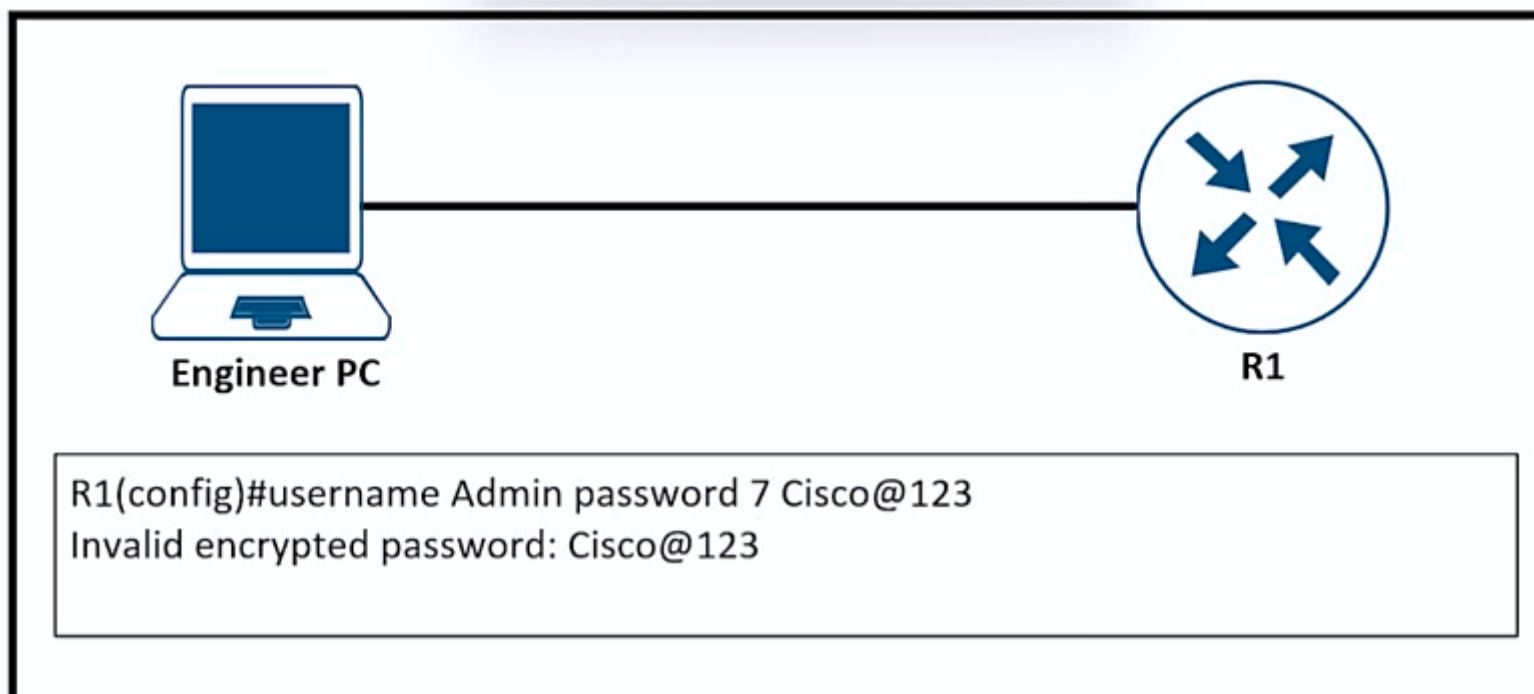 Engineer PC
R1
R1(config)#username Admin password 7 Cisco@123
Invalid encrypted password: Cisco@123